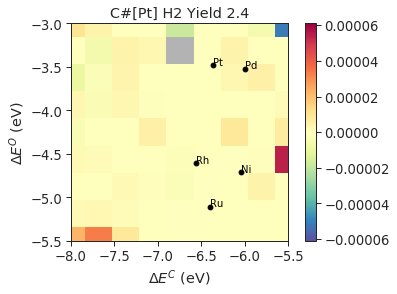 C#[Pt] H2 Yield 2.4
−3.0
−3.5
−4.0
−4.5
−5.0
−5.5
ΔE^O (eV)
Pt
Pd
Rh
Ni
Ru
−8.0 −7.5 −7.0 −6.5 −6.0 −5.5
ΔE^C (eV)
0.00006
0.00004
0.00002
0.00000
−0.00002
−0.00004
−0.00006